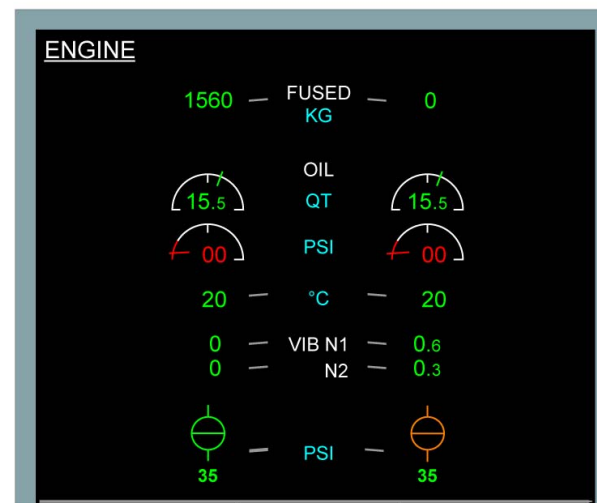 ENGINE
1560 FUSED 0
KG
OIL
15.5 QT 15.5
00 PSI 00
20 °C 20
0 VIB N1 0.6
0 N2 0.3
PSI
35 35